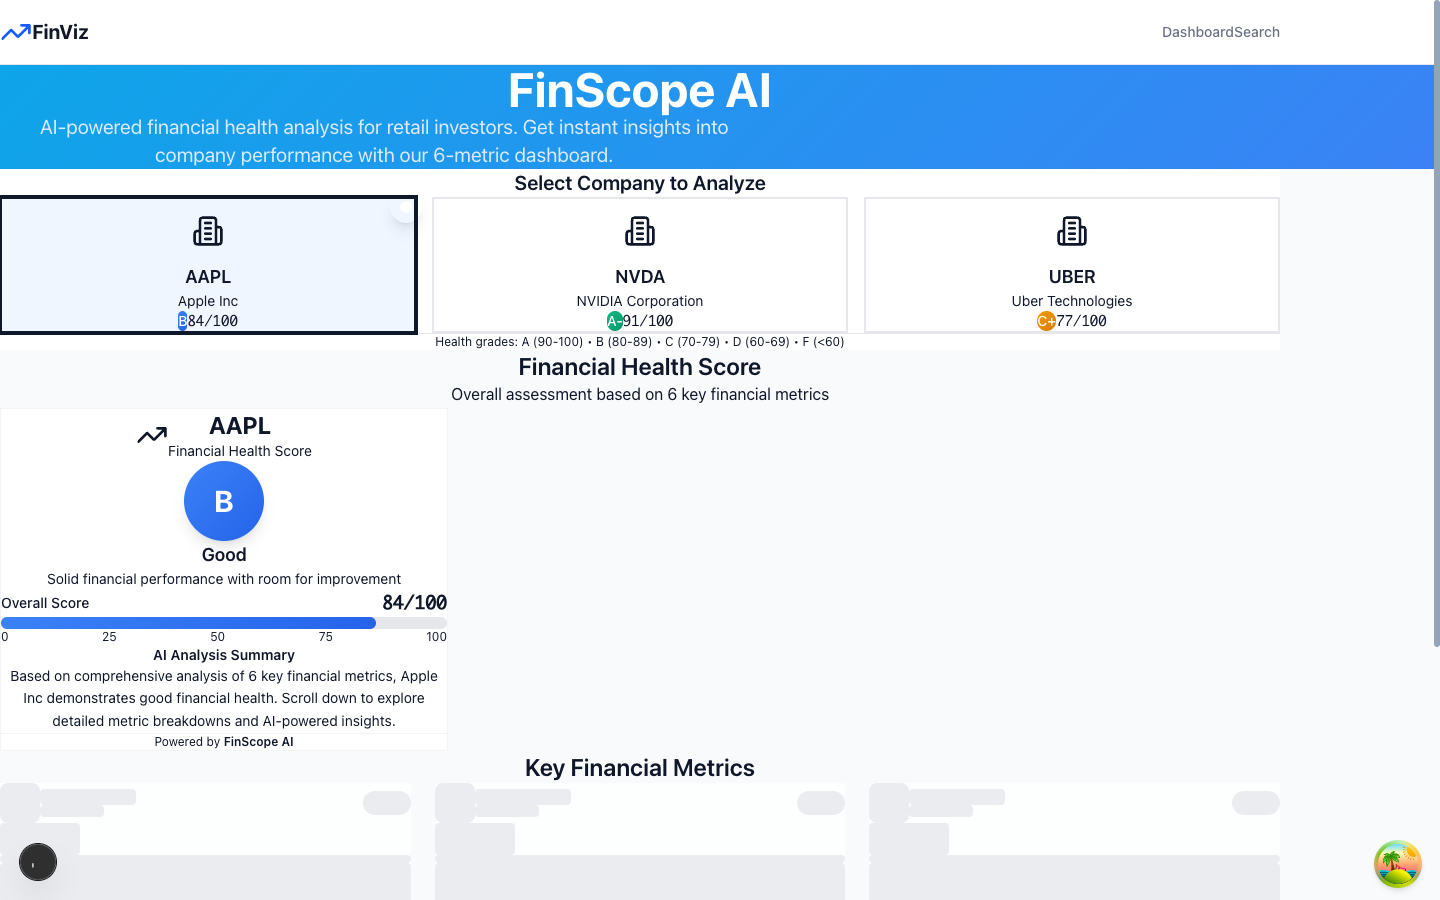 FinViz
DashboardSearch
FinScope AI
AI-powered financial health analysis for retail investors. Get instant insights into
company performance with our 6-metric dashboard.
Select Company to Analyze
AAPL
Apple Inc
B84/100
NVDA
NVIDIA Corporation
A-91/100
UBER
Uber Technologies
C+77/100
Health grades: A (90-100) • B (80-89) • C (70-79) • D (60-69) • F (<60)
Financial Health Score
Overall assessment based on 6 key financial metrics
AAPL
Financial Health Score
B
Good
Solid financial performance with room for improvement
Overall Score 84/100
0 25 50 75 100
AI Analysis Summary
Based on comprehensive analysis of 6 key financial metrics, Apple
Inc demonstrates good financial health. Scroll down to explore
detailed metric breakdowns and AI-powered insights.
Powered by FinScope AI
Key Financial Metrics